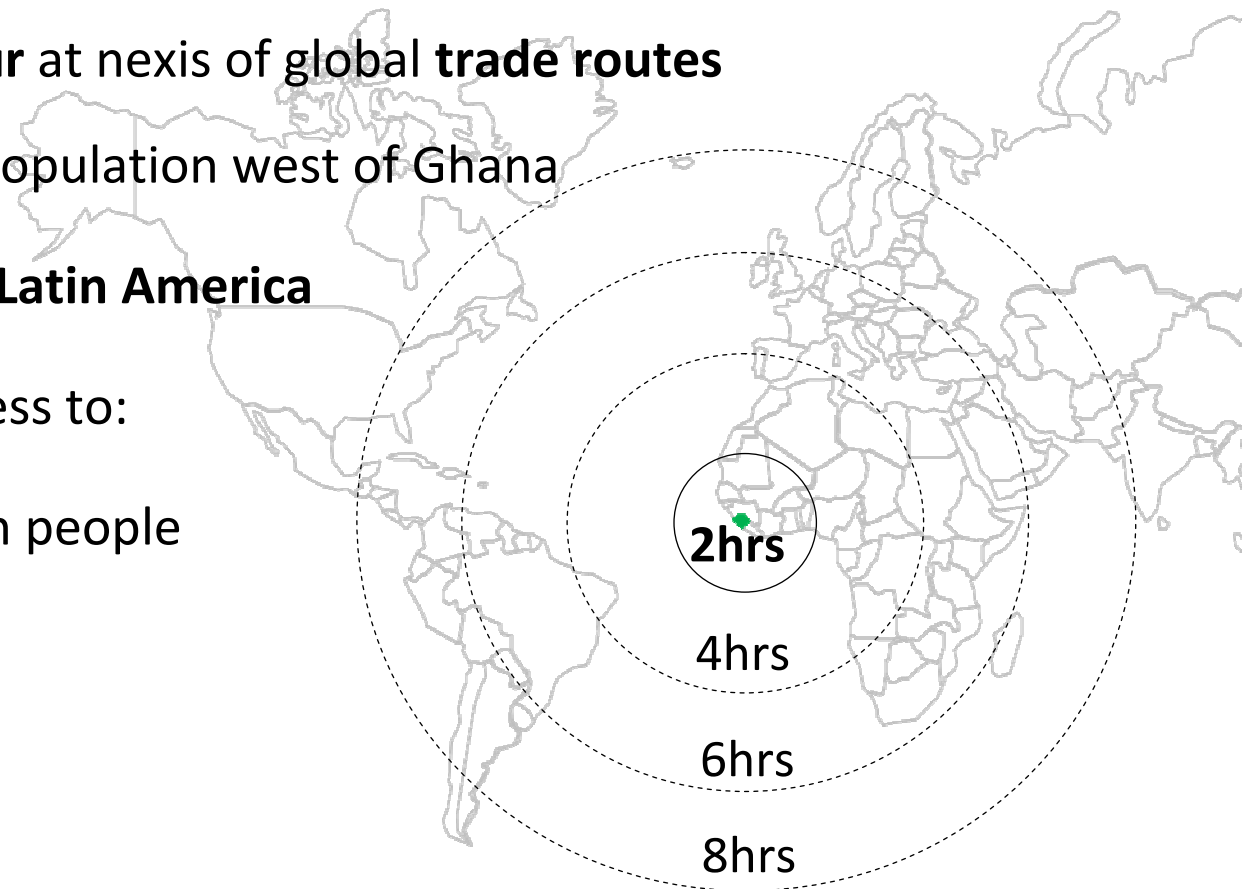 r at nexis of global trade routes
opulation west of Ghana
Latin America
ess to:
n people
2hrs
4hrs
6hrs
8hrs